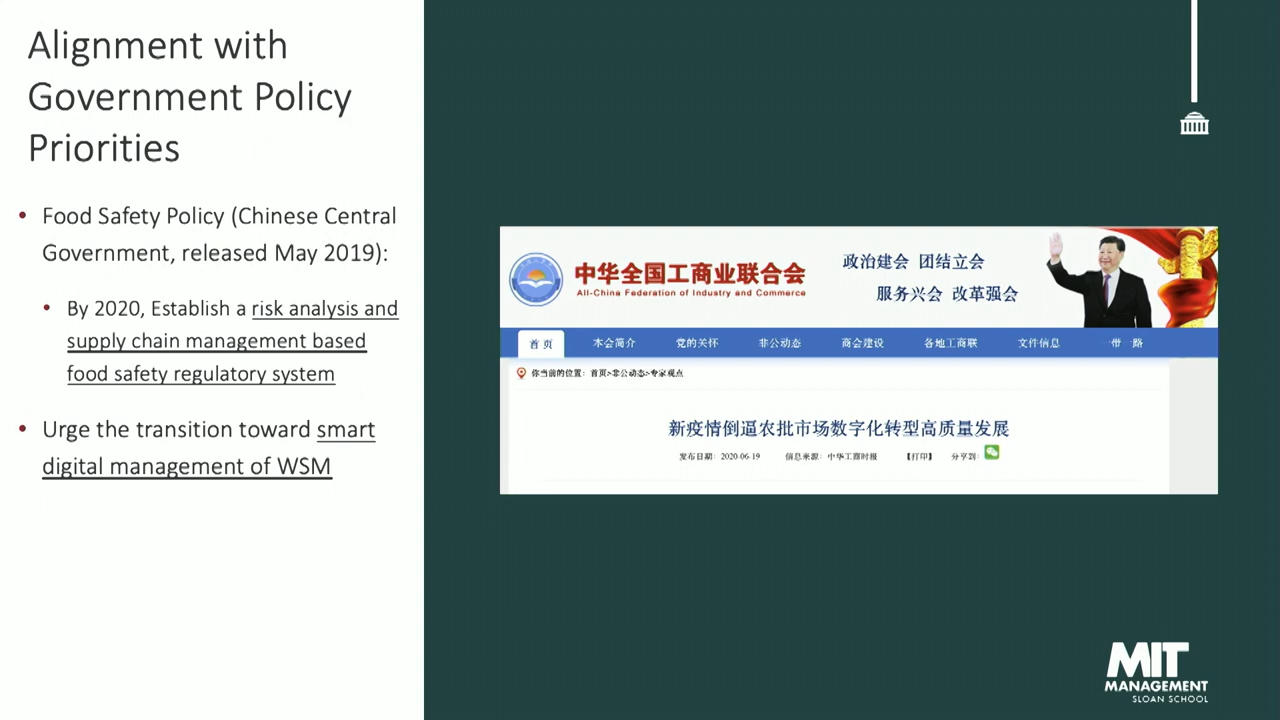 Alignment with
Government Policy
Priorities
• Food Safety Policy (Chinese Central
Government, released May 2019):
• By 2020, Establish a risk analysis and
supply chain management based
food safety regulatory system
• Urge the transition toward smart
digital management of WSM
中华全国工商业联合会
All-China Federation of Industry and Commerce
政治建会 团结立会
服务兴会 改革强会
首页 本会简介 党的关怀 非公动态 商会建设 各地工商联 文件信息 一带一路
你当前的位置: 首页>非公动态>专家观点
新疫情倒逼农批市场数字化转型高质量发展
发布日期: 2020-06-19 信息来源: 中华工商时报 【打印】 分享到:
MIT
MANAGEMENT
SLOAN SCHOOL